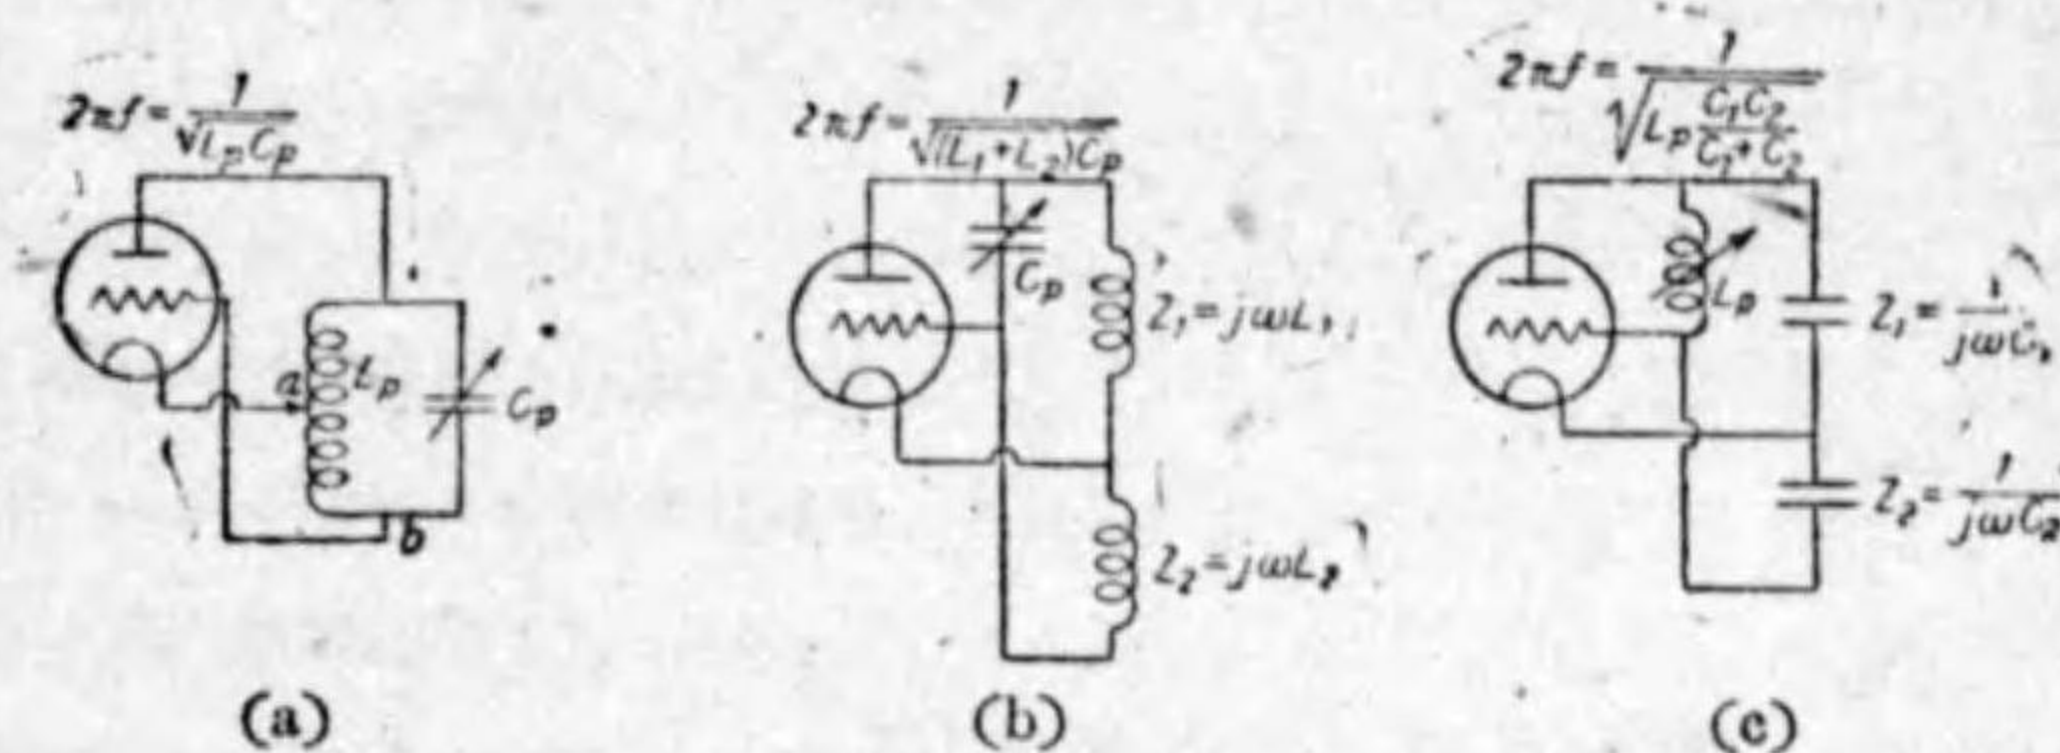 2πf = 1/√(LpCp)
a
Lp
Cp
b
(a)
2πf = 1/√((L₁+L₂)Cp)
Cp
Z₁ = jωL₁
Z₂ = jωL₂
(b)
2πf = 1/√(Lp C₁C₂/(C₁+C₂))
Lp
Z₁ = 1/jωC₁
Z₂ = 1/jωC₂
(c)